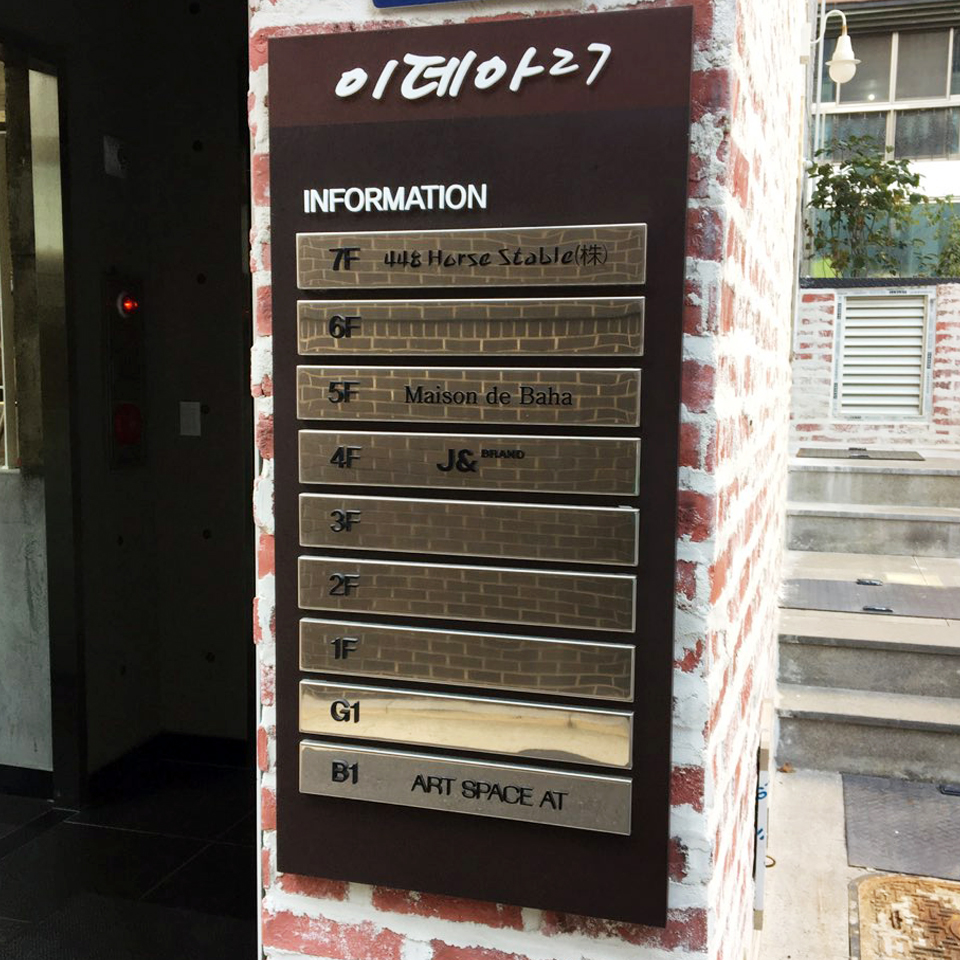 이데아27
INFORMATION
7F 448 Horse Stable(株)
6F
5F Maison de Baha
4F J& BRAND
3F
2F
1F
G1
B1 ART SPACE AT